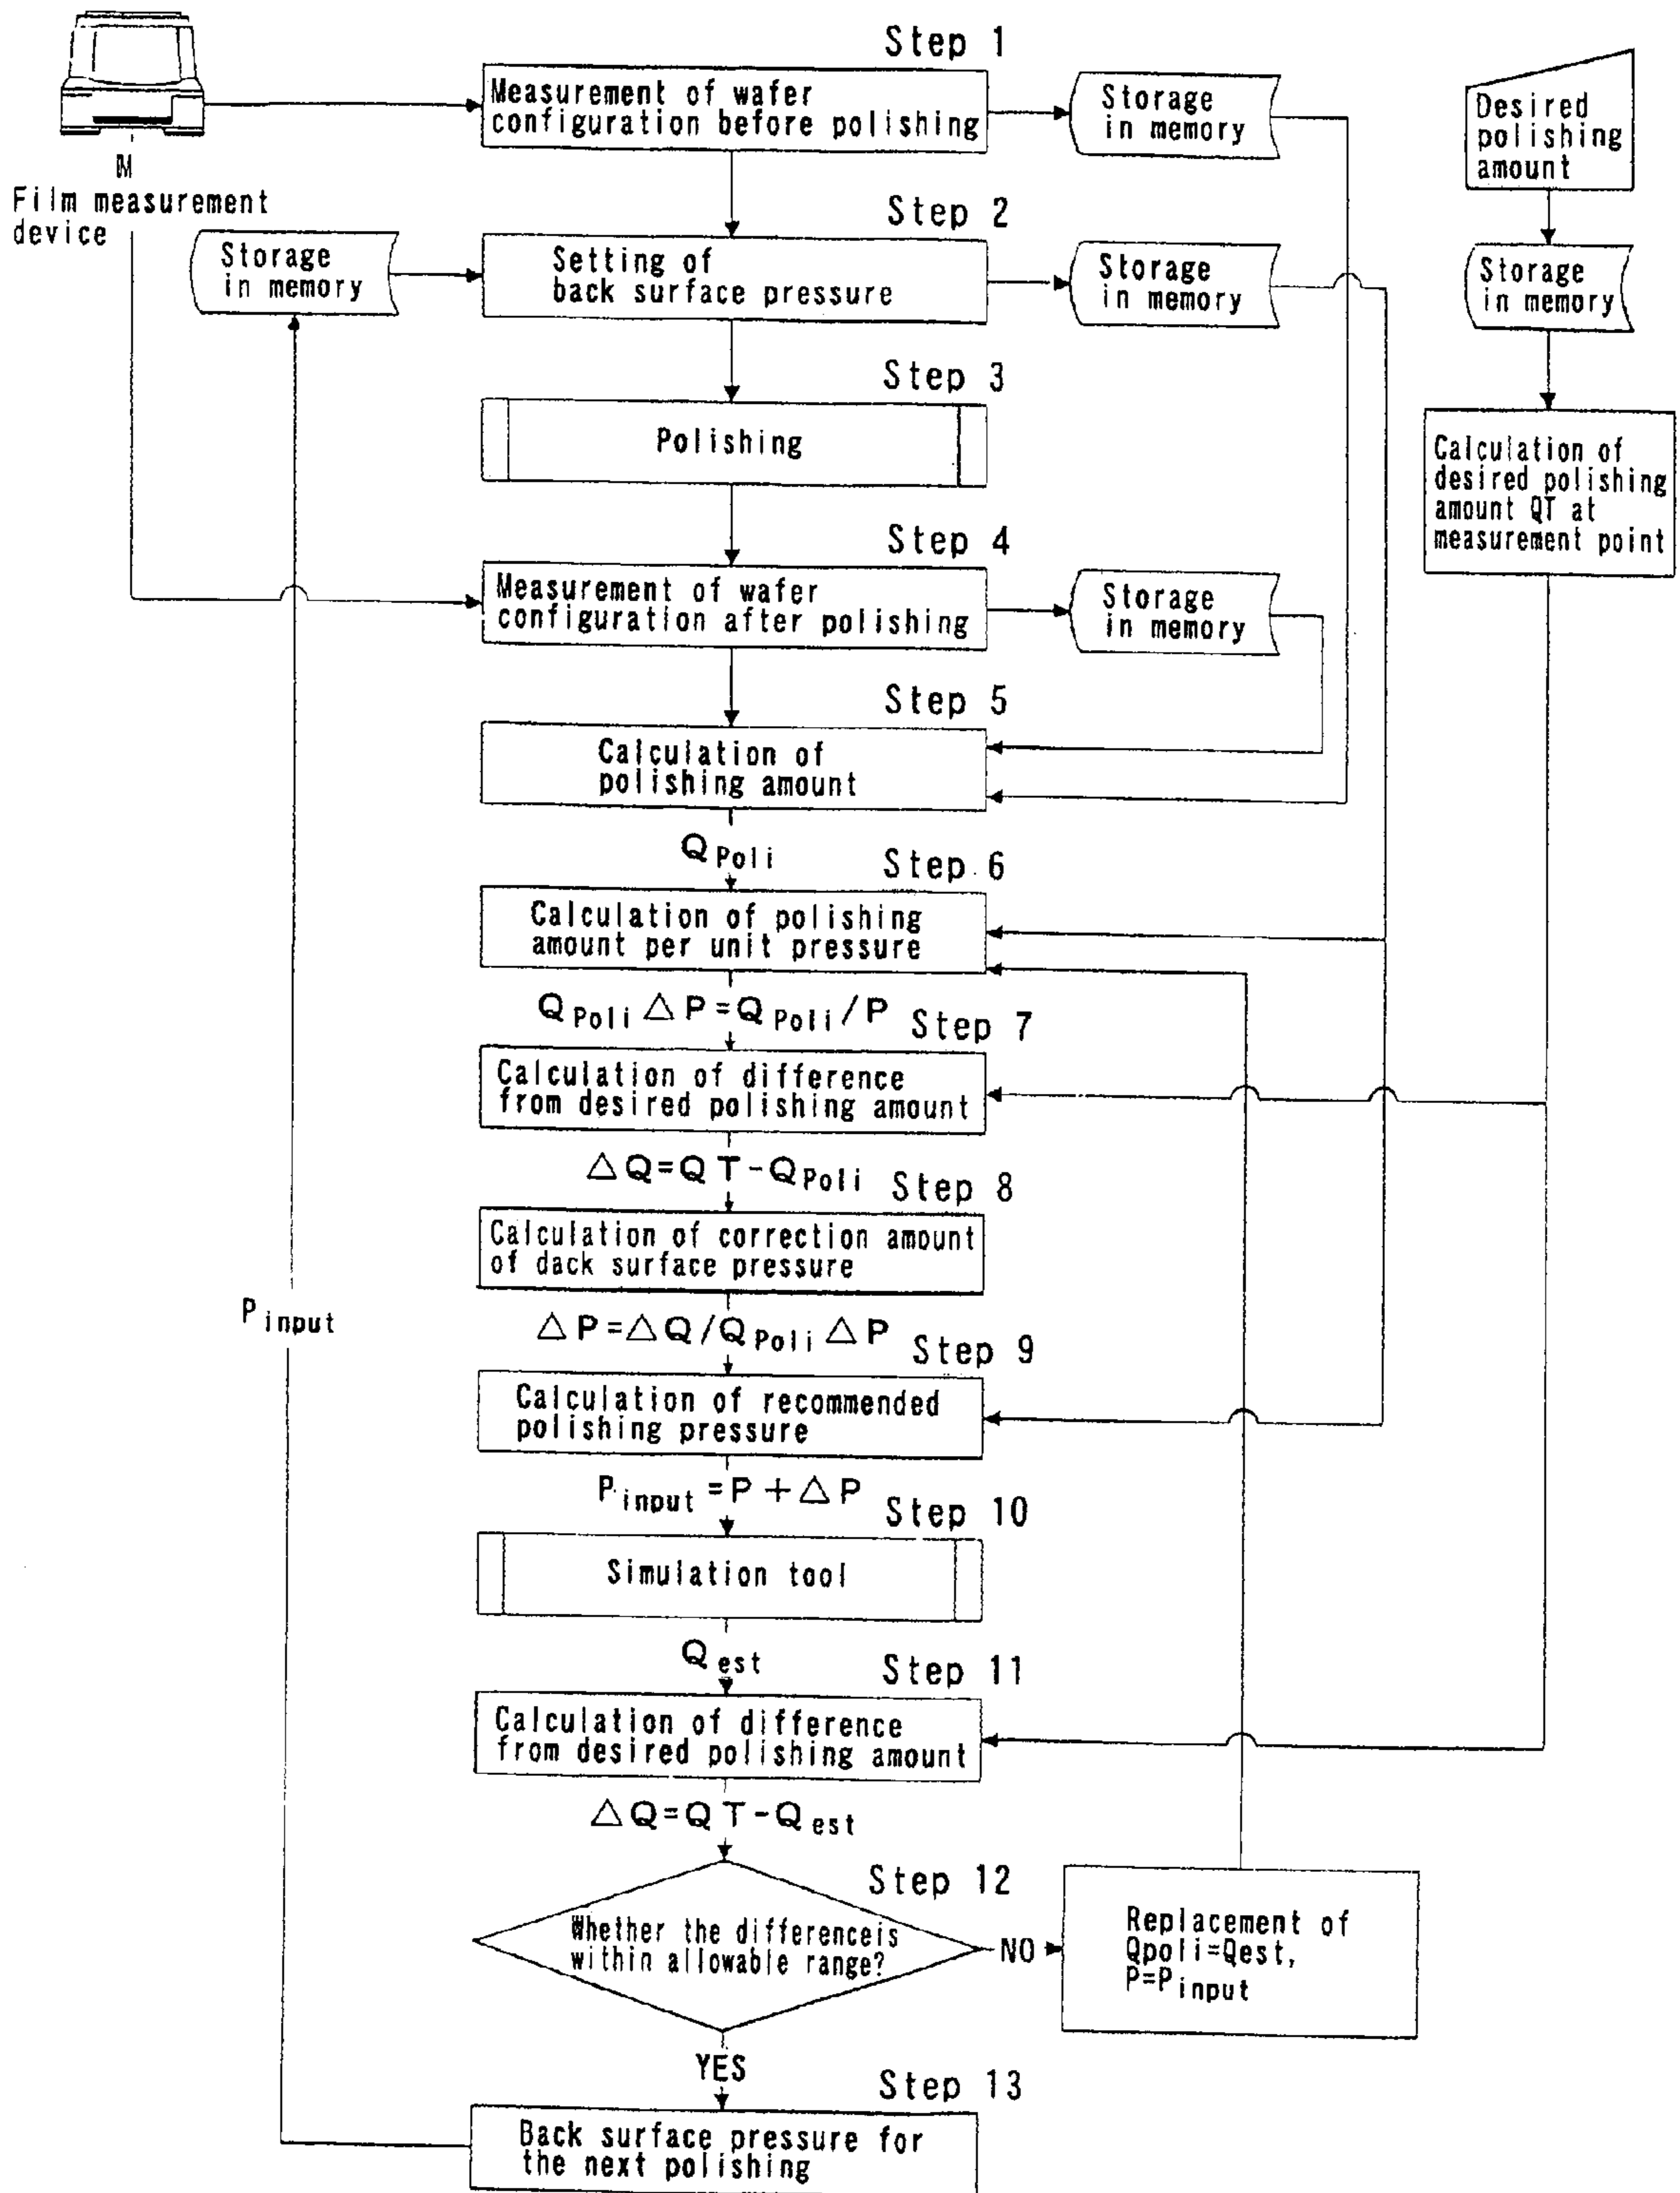 Step 1
Measurement of wafer
configuration before polishing
Storage
in memory
Desired
polishing
amount
M
Film measurement
device
Step 2
Storage
in memory
Setting of
back surface pressure
Storage
in memory
Storage
in memory
Step 3
Polishing
Calculation of
desired polishing
amount QT at
measurement point
Step 4
Measurement of wafer
configuration after polishing
Storage
in memory
Step 5
Calculation of
polishing amount
QPoli
Step 6
Calculation of polishing
amount per unit pressure
QPoli △P=QPoli/P
Step 7
Calculation of difference
from desired polishing amount
△Q=QT-QPoli
Step 8
Calculation of correction amount
of dack surface pressure
△P=△Q/QPoli △P
Step 9
Calculation of recommended
polishing pressure
Pinput
Pinput=P+△P
Step 10
Simulation tool
Qest
Step 11
Calculation of difference
from desired polishing amount
△Q=QT-Qest
Step 12
Whether the differenceis
within allowable range?
NO
Replacement of
Qpoli=Qest,
P=Pinput
YES
Step 13
Back surface pressure for
the next polishing